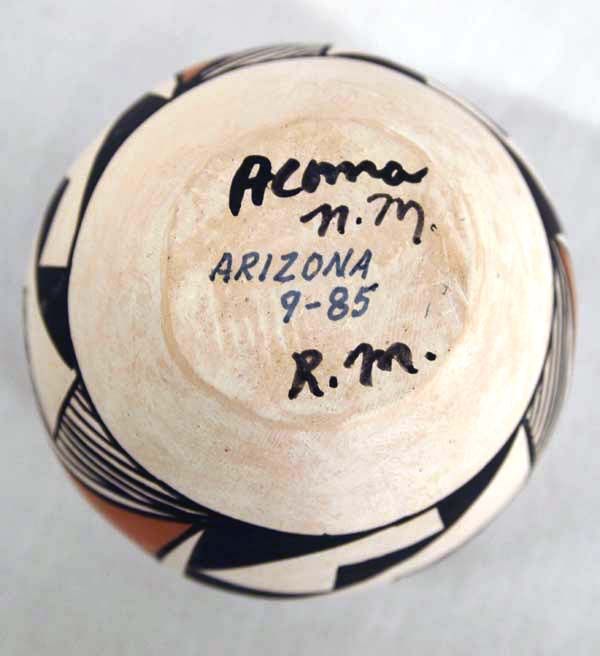 Acoma
n.m.
ARIZONA
9-85
R.m.